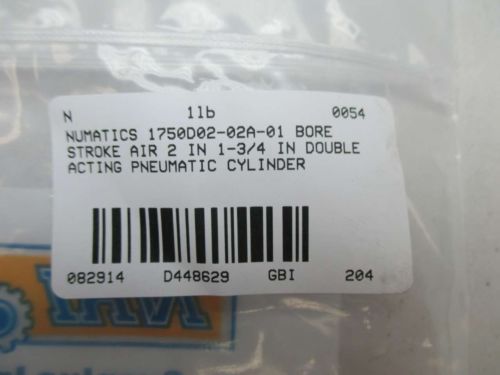 N 1lb 0054
NUMATICS 1750D02-02A-01 BORE
STROKE AIR 2 IN 1-3/4 IN DOUBLE
ACTING PNEUMATIC CYLINDER
082914 D448629 GBI 204